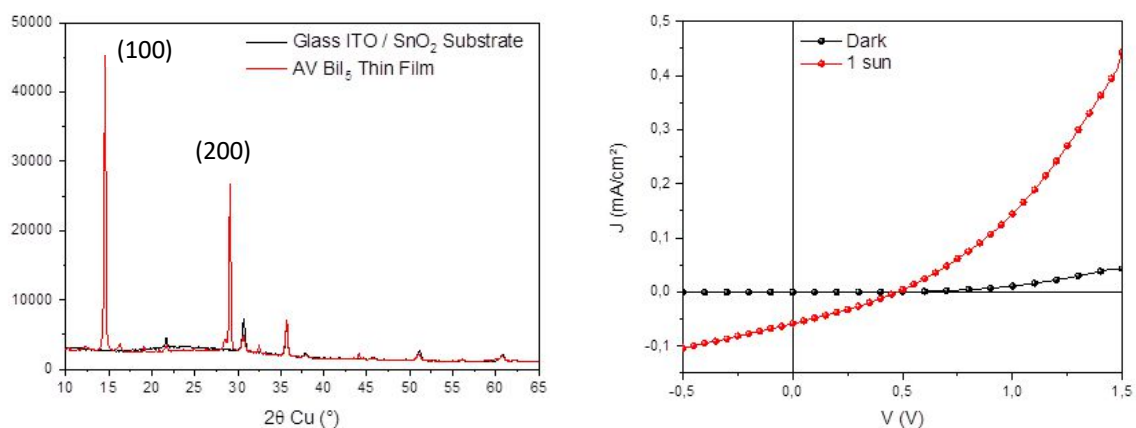 50000
40000
30000
20000
10000
0
(100)
(200)
Glass ITO / SnO₂ Substrate
AV BiI₅ Thin Film
10 15 20 25 30 35 40 45 50 55 60 65
2θ Cu (°)
0,5
0,4
0,3
0,2
0,1
0,0
-0,1
J (mA/cm²)
Dark
1 sun
-0,5 0,0 0,5 1,0 1,5
V (V)